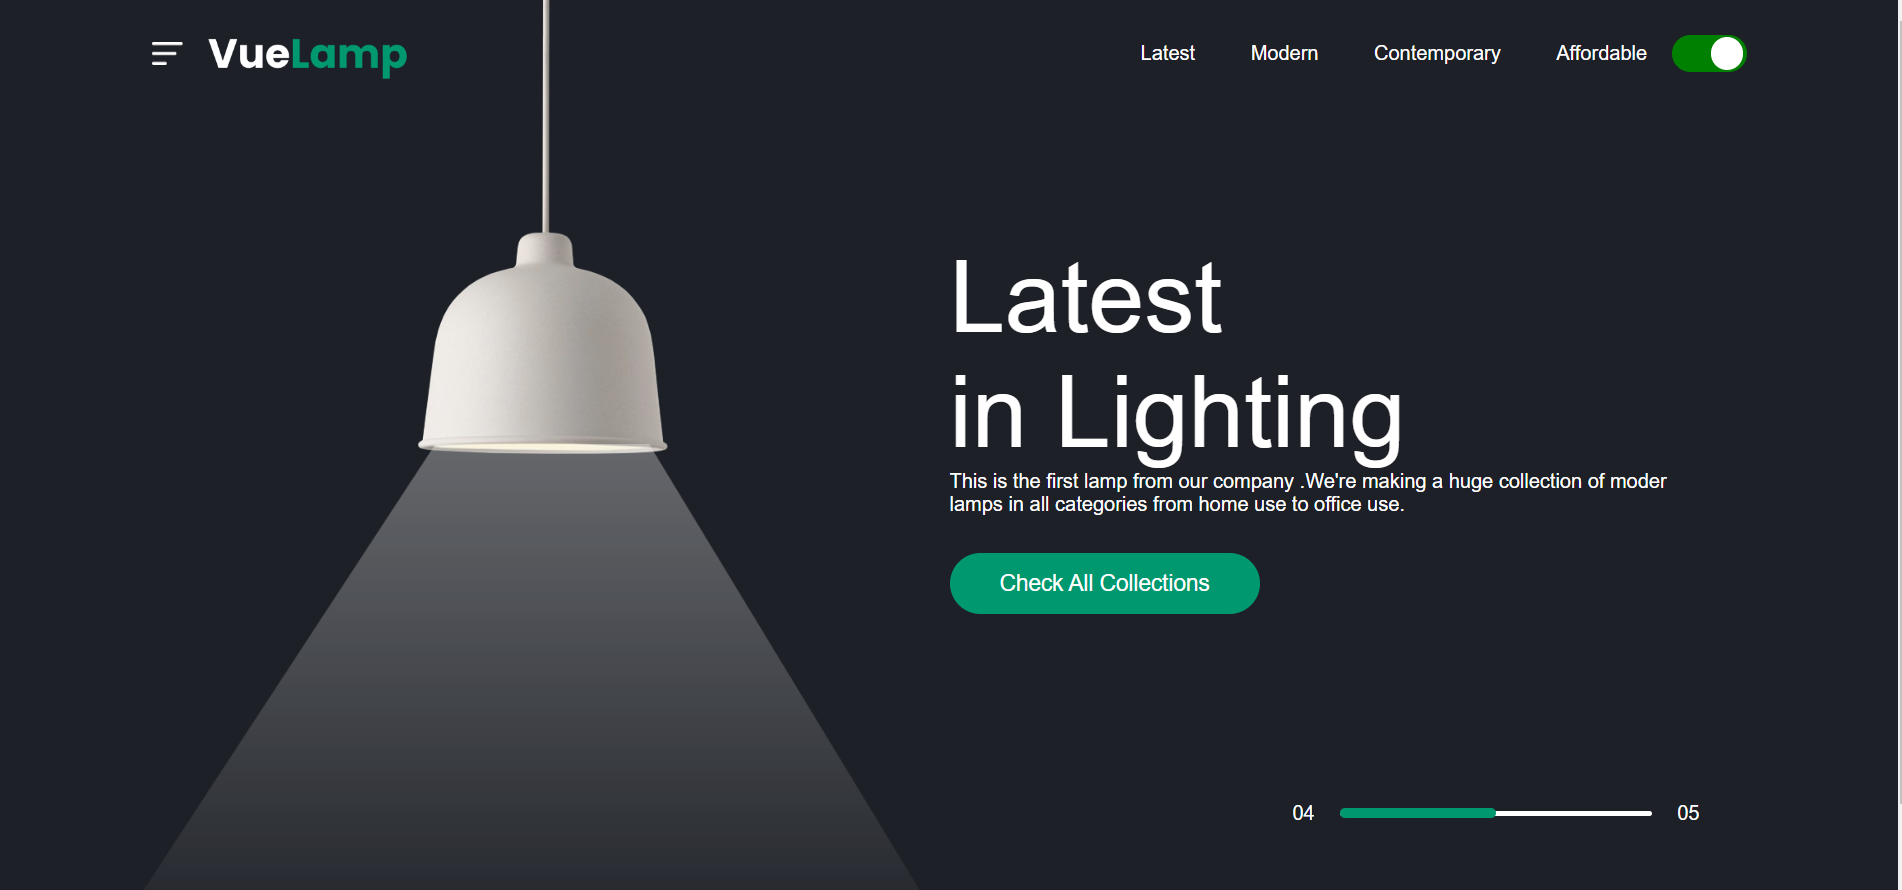 VueLamp
Latest
Modern
Contemporary
Affordable
Latest
in Lighting
This is the first lamp from our company .We're making a huge collection of moder
lamps in all categories from home use to office use.
Check All Collections
04
05